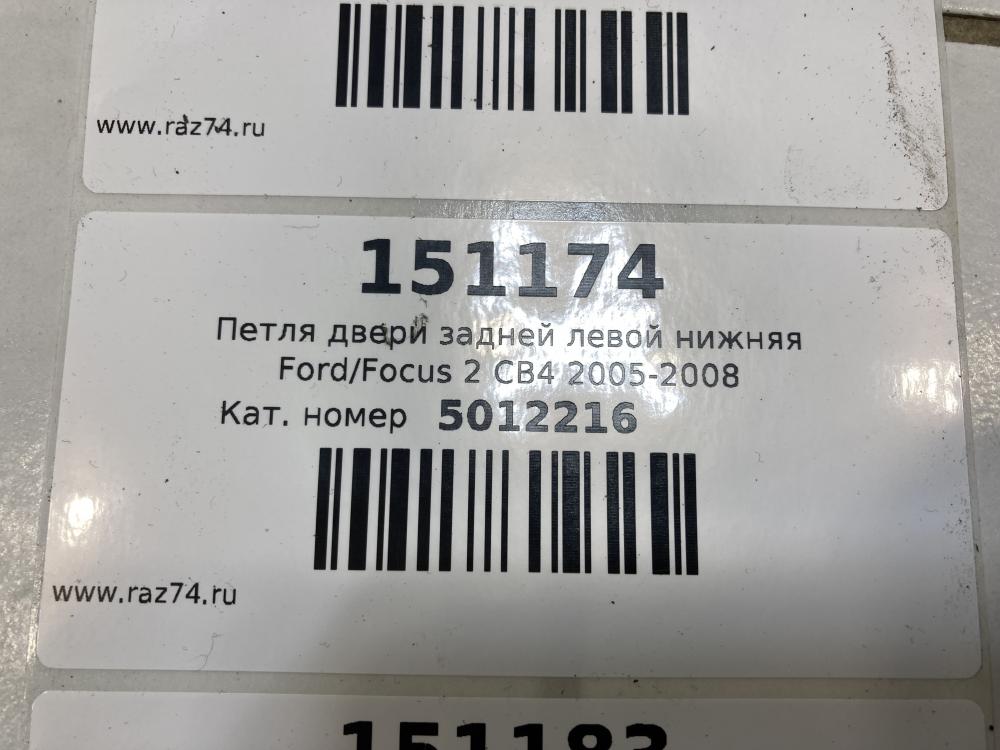 www.raz74.ru
151174
Петля двери задней левой нижняя
Ford/Focus 2 CB4 2005-2008
Кат. номер 5012216
www.raz74.ru
151183